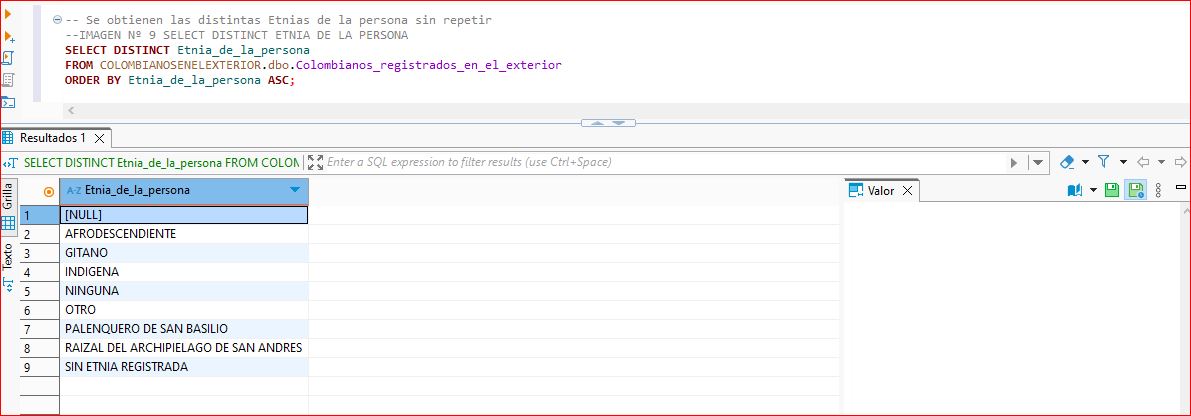 -- Se obtienen las distintas Etnias de la persona sin repetir
--IMAGEN Nº 9 SELECT DISTINCT ETNIA DE LA PERSONA
SELECT DISTINCT Etnia_de_la_persona
FROM COLOMBIANOSENELEXTERIOR.dbo.Colombianos_registrados_en_el_exterior
ORDER BY Etnia_de_la_persona ASC;
Resultados 1
SELECT DISTINCT Etnia_de_la_persona FROM COLOM
Enter a SQL expression to filter results (use Ctrl+Space)
Grilla
Texto
A-Z Etnia_de_la_persona
Valor
1 [NULL]
2 AFRODESCENDIENTE
3 GITANO
4 INDIGENA
5 NINGUNA
6 OTRO
7 PALENQUERO DE SAN BASILIO
8 RAIZAL DEL ARCHIPIELAGO DE SAN ANDRES
9 SIN ETNIA REGISTRADA